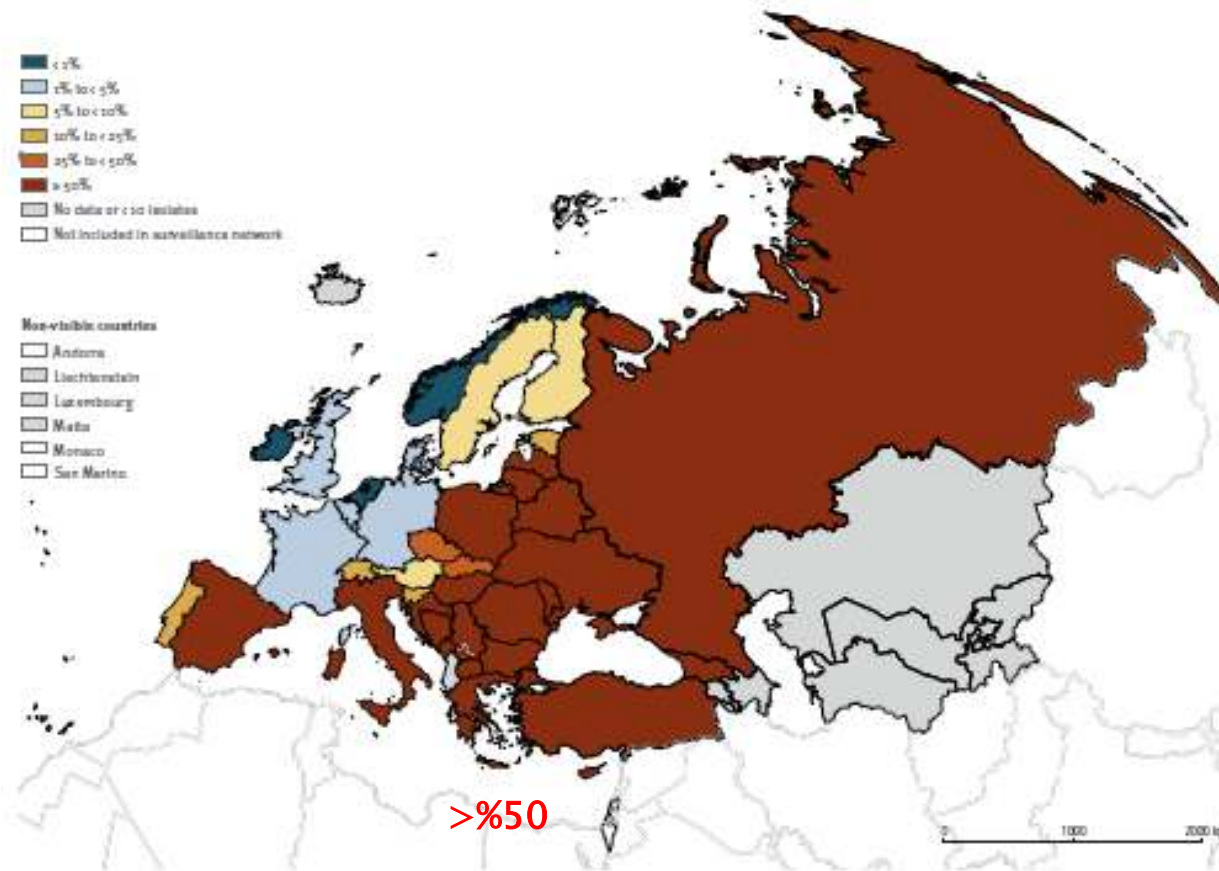 < 1%
1% to < 5%
5% to < 10%
10% to < 25%
25% to < 50%
≥ 50%
No data or < 10 isolates
Not included in surveillance network
Non-visible countries
Andorra
Liechtenstein
Luxembourg
Malta
Monaco
San Marino
>%50
0 1000 2000